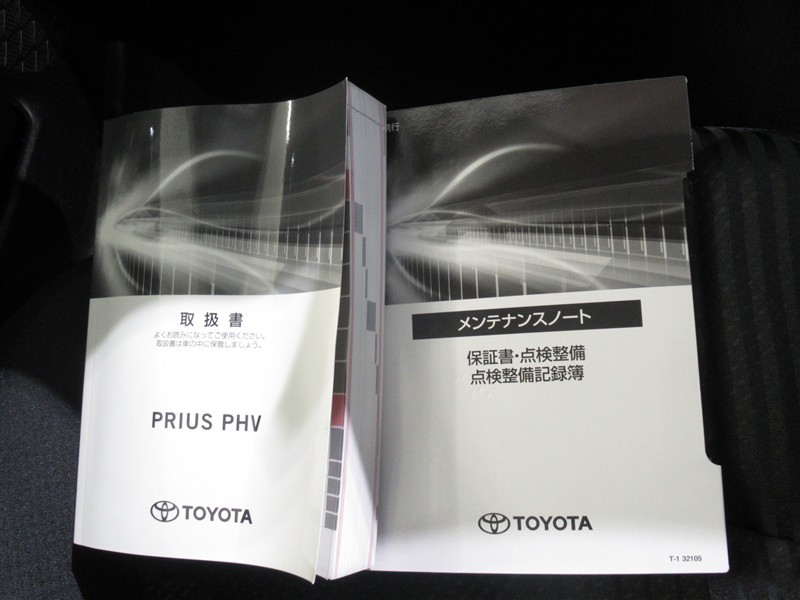 取扱書
よくお読みになってご使用ください。
取扱書は車の中に保管しましょう。
PRIUS PHV
TOYOTA
メンテナンスノート
保証書・点検整備
点検整備記録簿
TOYOTA
T-1 32105